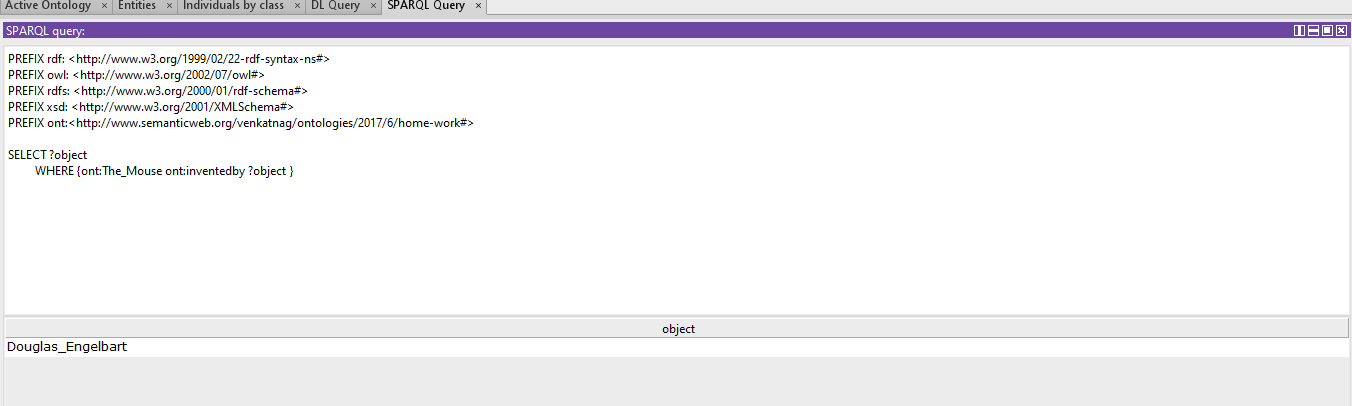 Active Ontology × Entities × Individuals by class × DL Query × SPARQL Query ×
SPARQL query:
PREFIX rdf: <http://www.w3.org/1999/02/22-rdf-syntax-ns#>
PREFIX owl: <http://www.w3.org/2002/07/owl#>
PREFIX rdfs: <http://www.w3.org/2000/01/rdf-schema#>
PREFIX xsd: <http://www.w3.org/2001/XMLSchema#>
PREFIX ont:<http://www.semanticweb.org/venkatnag/ontologies/2017/6/home-work#>
SELECT ?object
WHERE {ont:The_Mouse ont:inventedby ?object }
object
Douglas_Engelbart